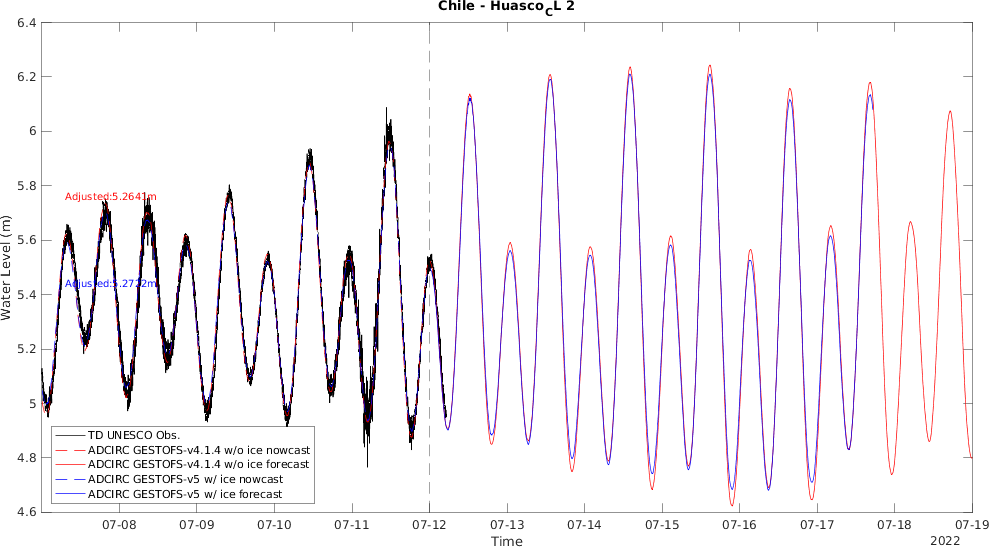 Chile - Huasco_CL 2
Water Level (m)
6.4
6.2
6
5.8
5.6
5.4
5.2
5
4.8
4.6
Adjusted:5.2641m
Adjusted:5.2722m
TD UNESCO Obs.
ADCIRC GESTOFS-v4.1.4 w/o ice nowcast
ADCIRC GESTOFS-v4.1.4 w/o ice forecast
ADCIRC GESTOFS-v5 w/ ice nowcast
ADCIRC GESTOFS-v5 w/ ice forecast
07-08 07-09 07-10 07-11 07-12 07-13 07-14 07-15 07-16 07-17 07-18 07-19
Time
2022